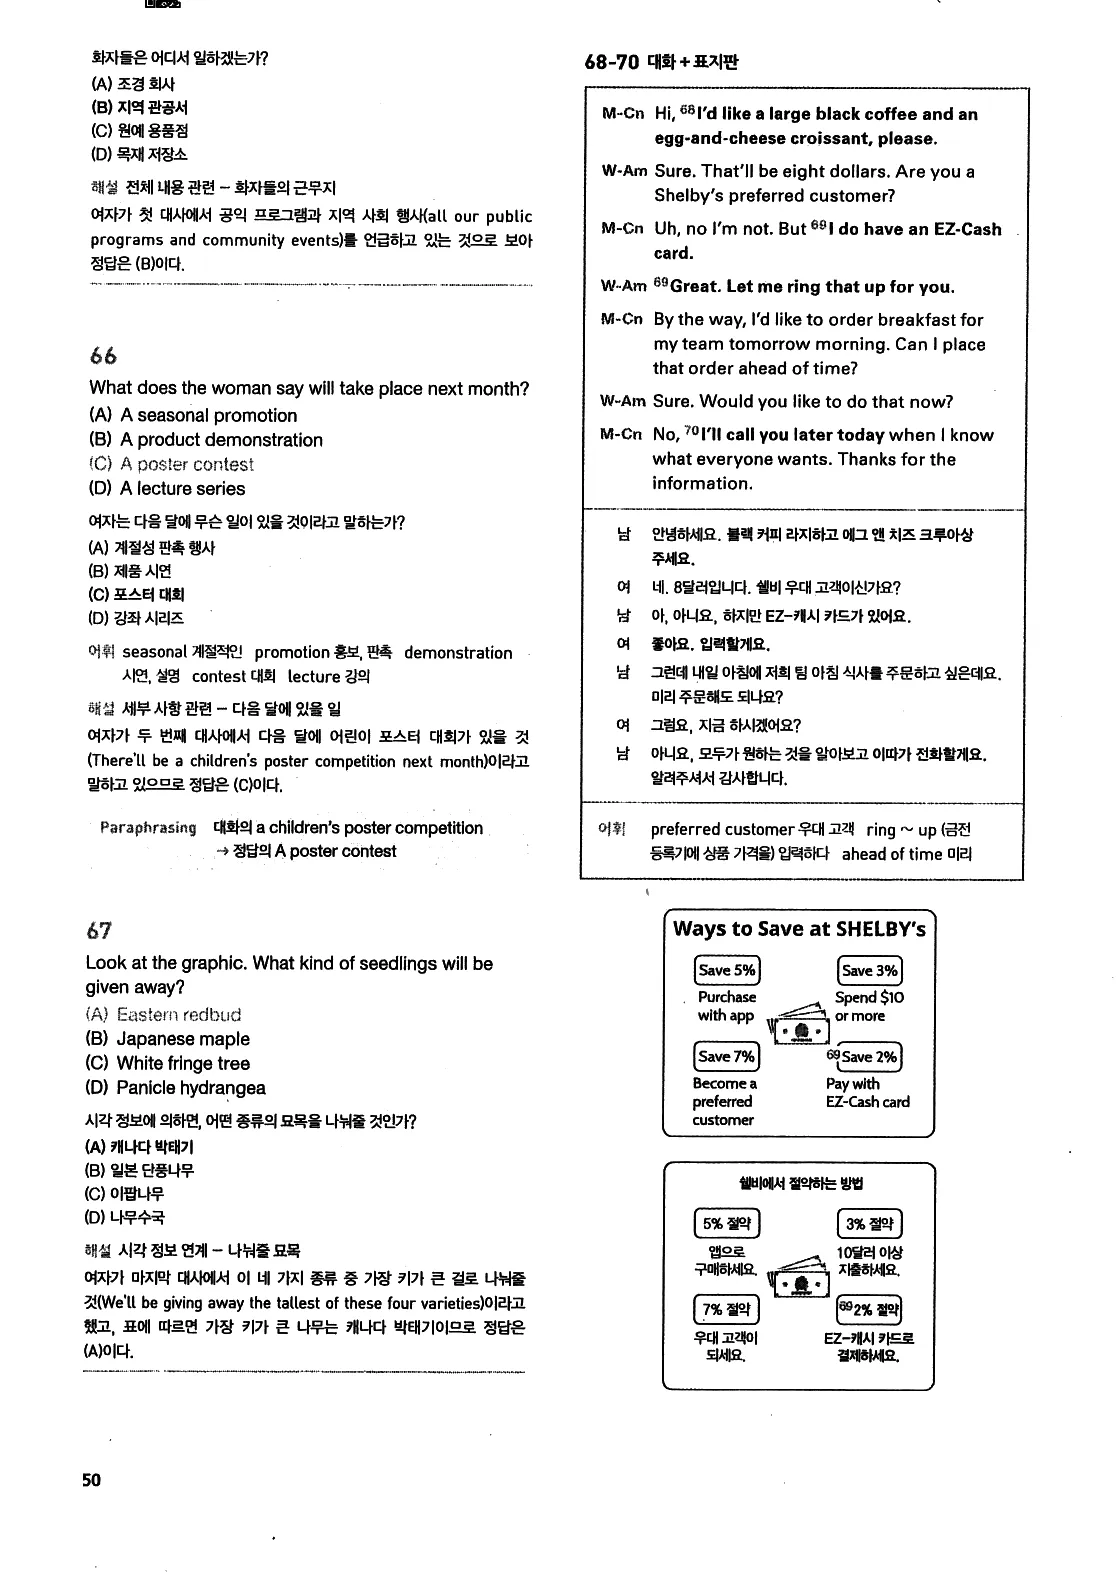 화자들은 어디서 일하겠는가?
(A) 조경 회사
(B) 지역 관공서
(C) 원예 용품점
(D) 목재 저장소
해설 전체 내용 관련 – 화자들의 근무지
여자가 첫 대사에서 공익 프로그램과 지역 사회 행사(all our public
programs and community events)를 언급하고 있는 것으로 보아
정답은 (B)이다.
66
What does the woman say will take place next month?
(A) A seasonal promotion
(B) A product demonstration
(C) A poster contest
(D) A lecture series
여자는 다음 달에 무슨 일이 있을 것이라고 말하는가?
(A) 계절성 판촉 행사
(B) 제품 시연
(C) 포스터 대회
(D) 강좌 시리즈
어휘 seasonal 계절적인 promotion 홍보, 판촉 demonstration
시연, 설명 contest 대회 lecture 강의
해설 세부 사항 관련 – 다음 달에 있을 일
여자가 두 번째 대사에서 다음 달에 어린이 포스터 대회가 있을 것
(There'll be a children's poster competition next month)이라고
말하고 있으므로 정답은 (C)이다.
Paraphrasing 대화의 a children's poster competition
→ 정답의 A poster contest
67
Look at the graphic. What kind of seedlings will be
given away?
(A) Eastern redbud
(B) Japanese maple
(C) White fringe tree
(D) Panicle hydrangea
시각 정보에 의하면, 어떤 종류의 묘목을 나눠줄 것인가?
(A) 캐나다 박태기
(B) 일본 단풍나무
(C) 이팝나무
(D) 나무수국
해설 시각 정보 연계 – 나눠줄 묘목
여자가 마지막 대사에서 이 네 가지 종류 중 가장 키가 큰 걸로 나눠줄
것(We'll be giving away the tallest of these four varieties)이라고
했고, 표에 따르면 가장 키가 큰 나무는 캐나다 박태기이므로 정답은
(A)이다.
50
68-70 대화 + 표지판
M-Cn Hi, 68I'd like a large black coffee and an
egg-and-cheese croissant, please.
W-Am Sure. That'll be eight dollars. Are you a
Shelby's preferred customer?
M-Cn Uh, no I'm not. But 69I do have an EZ-Cash
card.
W-Am 69Great. Let me ring that up for you.
M-Cn By the way, I'd like to order breakfast for
my team tomorrow morning. Can I place
that order ahead of time?
W-Am Sure. Would you like to do that now?
M-Cn No, 70I'll call you later today when I know
what everyone wants. Thanks for the
information.
남 안녕하세요. 블랙 커피 라지하고 에그 앤 치즈 크루아상
주세요.
여 네. 8달러입니다. 쉘비 우대 고객이신가요?
남 아, 아니요, 하지만 EZ-캐시 카드가 있어요.
여 좋아요. 입력할게요.
남 그런데 내일 아침에 저희 팀 아침 식사를 주문하고 싶은데요.
미리 주문해도 되나요?
여 그럼요, 지금 하시겠어요?
남 아니요, 모두가 원하는 것을 알아보고 이따가 전화할게요.
알려주셔서 감사합니다.
어휘 preferred customer 우대 고객 ring ~ up (금전
등록기에 상품 가격을) 입력하다 ahead of time 미리
Ways to Save at SHELBY's
Save 5%
Purchase
with app
Save 3%
Spend $10
or more
Save 7%
Become a
preferred
customer
69Save 2%
Pay with
EZ-Cash card
쉘비에서 절약하는 방법
5% 절약
앱으로
구매하세요.
3% 절약
10달러 이상
지출하세요.
7% 절약
우대 고객이
되세요.
692% 절약
EZ-캐시 카드로
결제하세요.